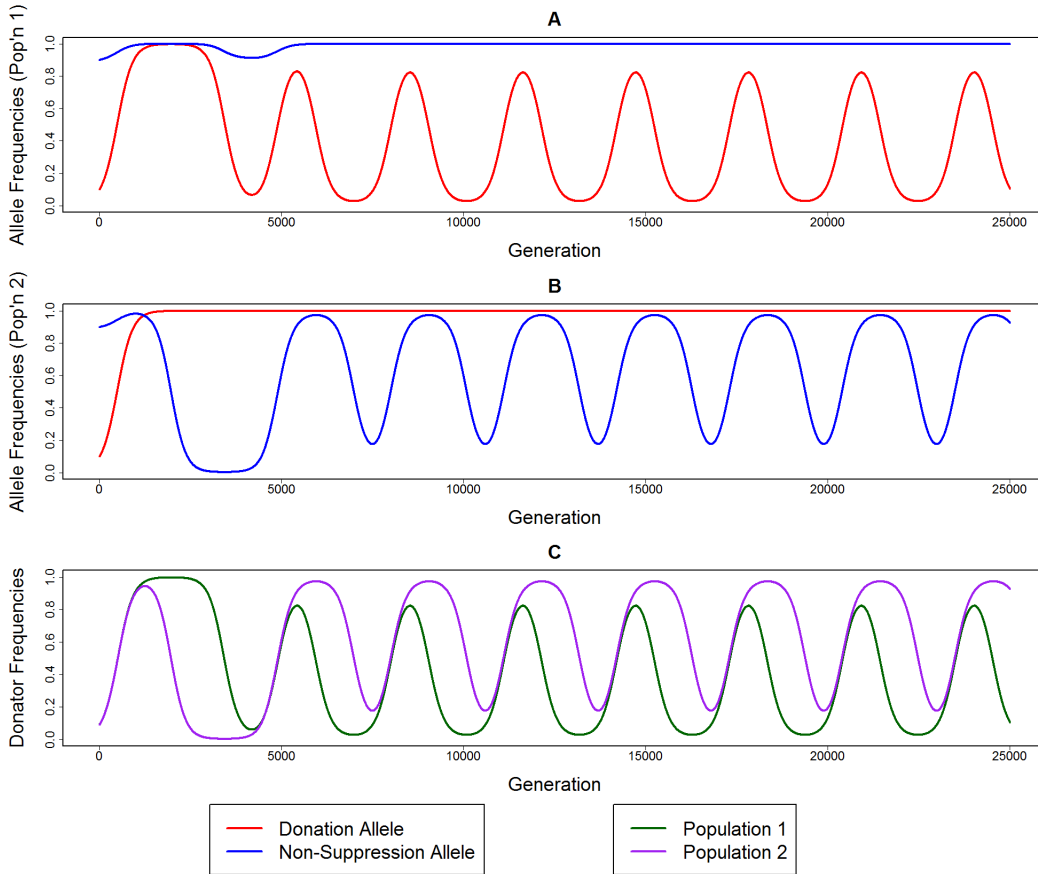 A
Allele Frequencies (Pop'n 1)
1.0
0.8
0.6
0.4
0.2
0.0
0 5000 10000 15000 20000 25000
Generation
B
Allele Frequencies (Pop'n 2)
1.0
0.8
0.6
0.4
0.2
0.0
0 5000 10000 15000 20000 25000
Generation
C
Donator Frequencies
1.0
0.8
0.6
0.4
0.2
0.0
0 5000 10000 15000 20000 25000
Generation
Donation Allele
Non-Suppression Allele
Population 1
Population 2